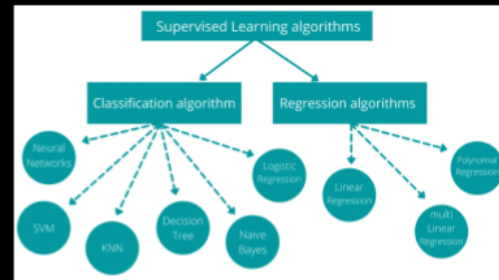 Supervised Learning algorithms
Classification algorithm
Regression algorithms
Neural
Networks
SVM
KNN
Decision
Tree
Naive
Bayes
Logistic
Regression
Linear
Regression
multi
Linear
Regression
Polynomial
Regression